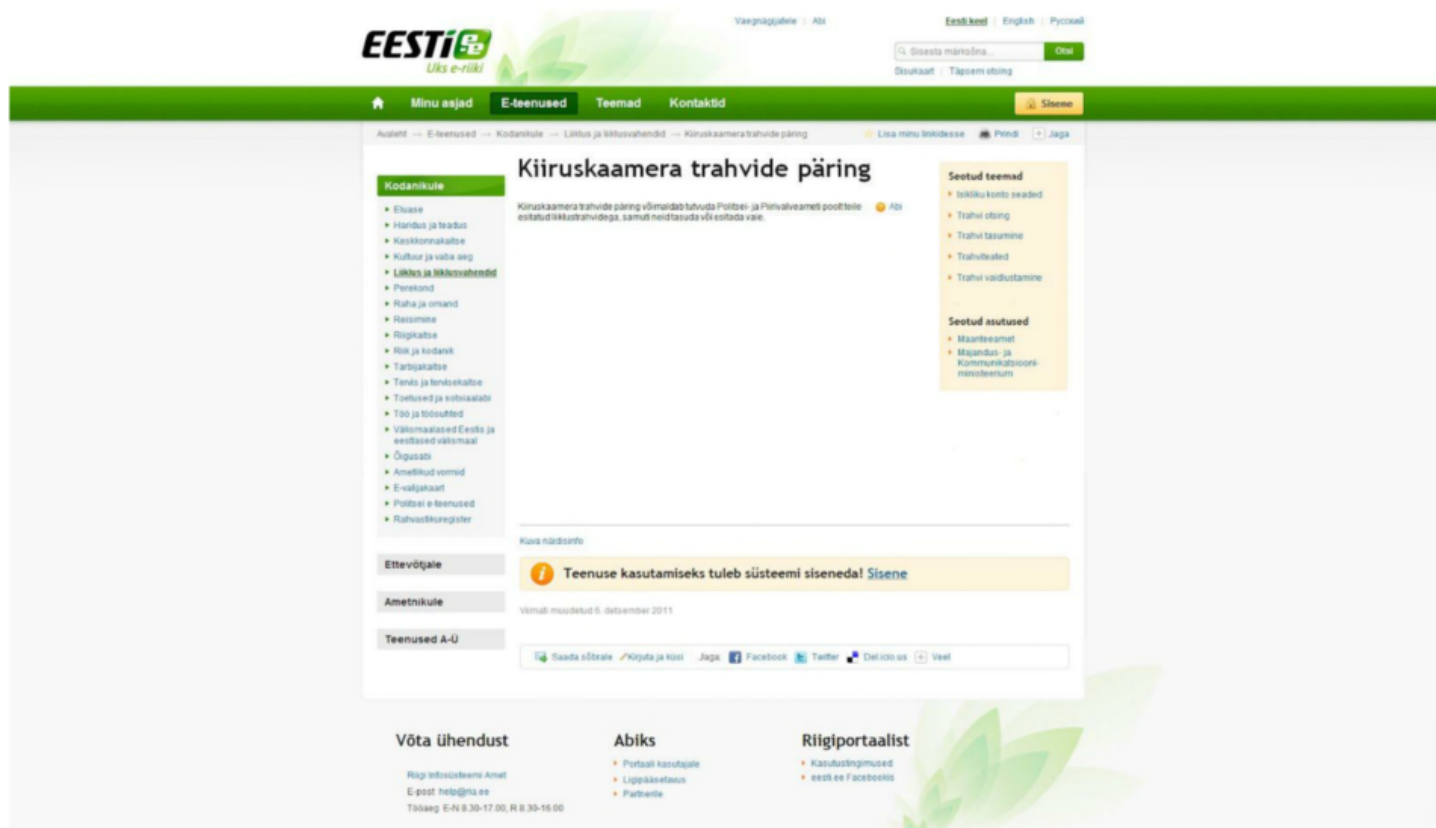 Vaegnägijatele | Abi
Eesti keel | English | Русский
EESTi
Uks e-riiki
Sisesta märksõna...
Otsi
Sisukaart | Täpsem otsing
Minu asjad
E-teenused
Teemad
Kontaktid
Sisene
Avaleht → E-teenused → Kodanikule → Liiklus ja liiklusvahendid → Kiiruskaamera trahvide päring
Lisa minu linkidesse
Prindi
Jaga
Kodanikule
Eluase
Haridus ja teadus
Keskkonnakaitse
Kultuur ja vaba aeg
Liiklus ja liiklusvahendid
Perekond
Raha ja omand
Reisimine
Riigikaitse
Riik ja kodanik
Tarbijakaitse
Tervis ja tervisekaitse
Toetused ja sotsiaalabi
Töö ja töösuhted
Välismaalased Eestis ja
eestlased välismaal
Õigusabi
Ametlikud vormid
E-valijakaart
Politsei e-teenused
Rahvastikuregister
Ettevõtjale
Ametnikule
Teenused A-Ü
Kiiruskaamera trahvide päring
Kiiruskaamera trahvide päring võimaldab tutvuda Politsei- ja Piirivalveameti poolt teile
esitatud liiklustrahvidega, samuti neid tasuda või esitada vaie.
Abi
Seotud teemad
Isikliku konto seaded
Trahvi otsing
Trahvi tasumine
Trahviteated
Trahvi vaidlustamine
Seotud asutused
Maanteeamet
Majandus- ja
Kommunikatsiooni-
ministeerium
Kuva näidisinfo
Teenuse kasutamiseks tuleb süsteemi siseneda! Sisene
Viimati muudetud 6. detsember 2011
Saada sõbrale
Kirjuta ja küsi
Jaga:
Facebook
Twitter
Del.icio.us
Veel
Võta ühendust
Riigi Infosüsteemi Amet
E-post help@ria.ee
Tööaeg E-N 8.30-17.00, R 8.30-16.00
Abiks
Portaali kasutajale
Ligipääsetavus
Partnerile
Riigiportaalist
Kasutustingimused
eesti.ee Facebookis